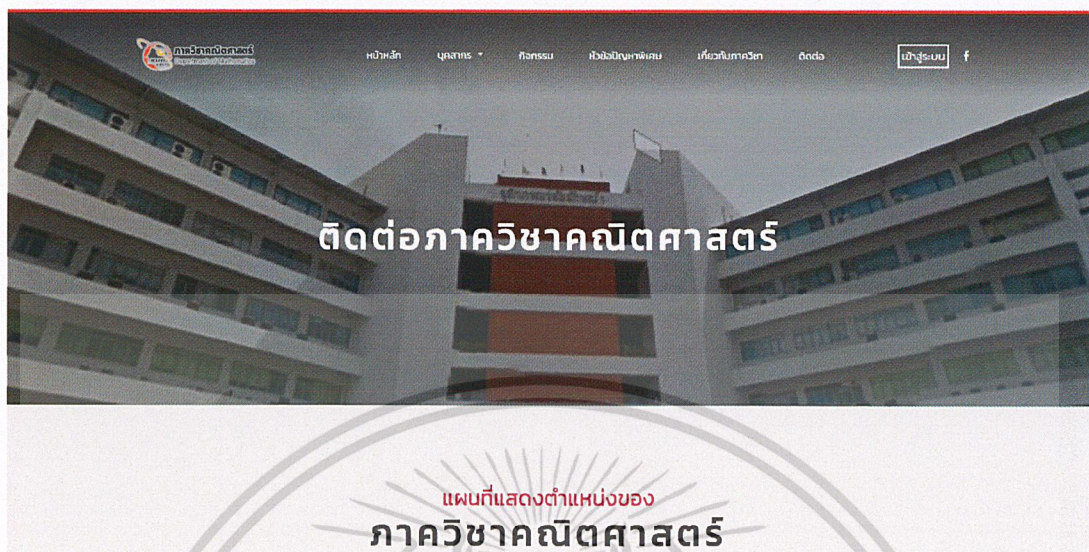 ภาควิชาคณิตศาสตร์
Department of Mathematics
หน้าหลัก บุคลากร กิจกรรม หัวข้อปัญหาพิเศษ เกี่ยวกับภาควิชา ติดต่อ เข้าสู่ระบบ f
ติดต่อภาควิชาคณิตศาสตร์
แผนที่แสดงตำแหน่งของ
ภาควิชาคณิตศาสตร์